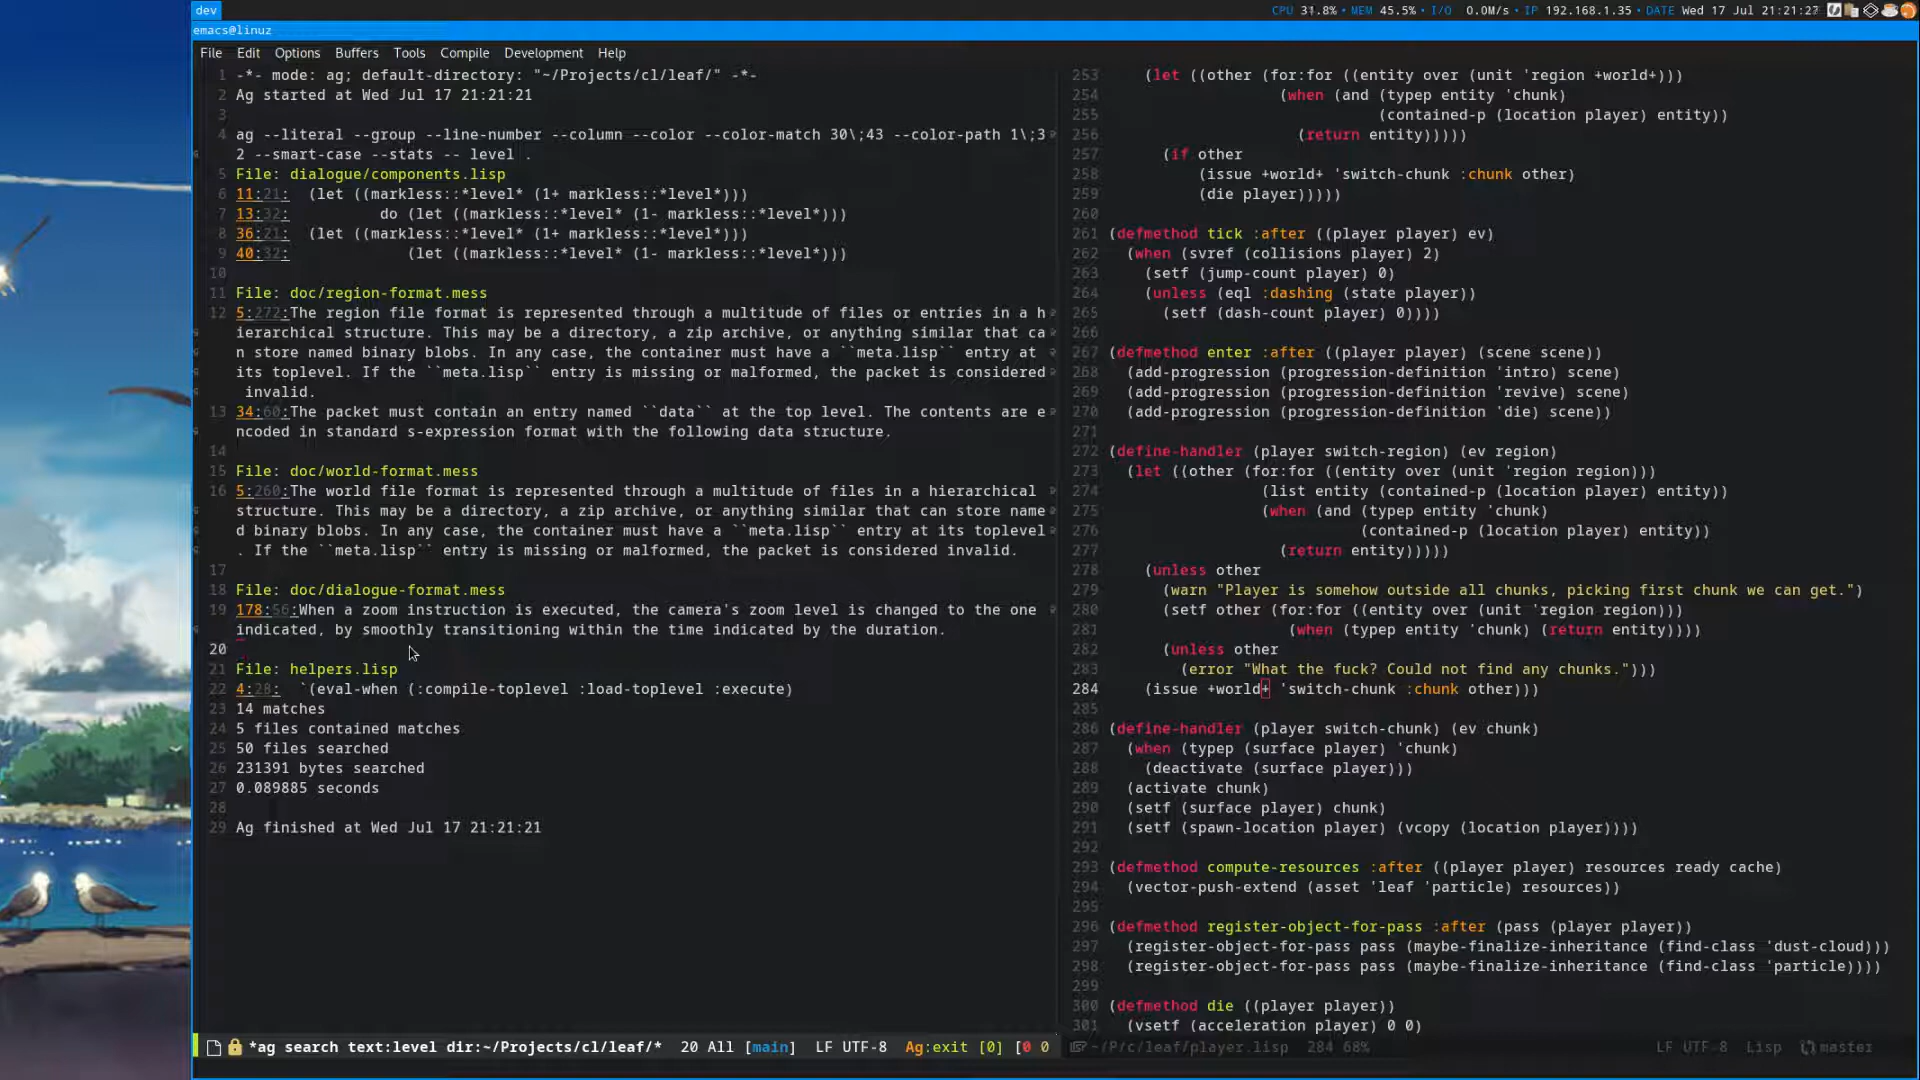 dev
CPU 31.8% • MEM 45.5% • I/O 0.0M/s • IP 192.168.1.35 • DATE Wed 17 Jul 21:21:27
emacs@linuz
File Edit Options Buffers Tools Compile Development Help
1 -*- mode: ag; default-directory: "~/Projects/cl/leaf/" -*-
2 Ag started at Wed Jul 17 21:21:21
3
4 ag --literal --group --line-number --column --color --color-match 30\;43 --color-path 1\;3
2 --smart-case --stats -- level .
5 File: dialogue/components.lisp
6 11:21:  (let ((markless::*level* (1+ markless::*level*)))
7 13:32:          do (let ((markless::*level* (1- markless::*level*)))
8 36:21:  (let ((markless::*level* (1+ markless::*level*)))
9 40:32:             (let ((markless::*level* (1- markless::*level*)))
10
11 File: doc/region-format.mess
12 5:272:The region file format is represented through a multitude of files or entries in a h
ierarchical structure. This may be a directory, a zip archive, or anything similar that ca
n store named binary blobs. In any case, the container must have a ``meta.lisp`` entry at
its toplevel. If the ``meta.lisp`` entry is missing or malformed, the packet is considered
invalid.
13 34:60:The packet must contain an entry named ``data`` at the top level. The contents are e
ncoded in standard s-expression format with the following data structure.
14
15 File: doc/world-format.mess
16 5:260:The world file format is represented through a multitude of files in a hierarchical
structure. This may be a directory, a zip archive, or anything similar that can store name
d binary blobs. In any case, the container must have a ``meta.lisp`` entry at its toplevel
. If the ``meta.lisp`` entry is missing or malformed, the packet is considered invalid.
17
18 File: doc/dialogue-format.mess
19 178:56:When a zoom instruction is executed, the camera's zoom level is changed to the one
indicated, by smoothly transitioning within the time indicated by the duration.
20
21 File: helpers.lisp
22 4:28:  `(eval-when (:compile-toplevel :load-toplevel :execute)
23 14 matches
24 5 files contained matches
25 50 files searched
26 231391 bytes searched
27 0.089885 seconds
28
29 Ag finished at Wed Jul 17 21:21:21
*ag search text:level dir:~/Projects/cl/leaf/* 20 All [main] LF UTF-8 Ag:exit [0] [0 0
253     (let ((other (for:for ((entity over (unit 'region +world+)))
254                    (when (and (typep entity 'chunk)
255                               (contained-p (location player) entity))
256                      (return entity)))))
257       (if other
258           (issue +world+ 'switch-chunk :chunk other)
259           (die player)))))
260
261 (defmethod tick :after ((player player) ev)
262   (when (svref (collisions player) 2)
263     (setf (jump-count player) 0)
264     (unless (eql :dashing (state player))
265       (setf (dash-count player) 0))))
266
267 (defmethod enter :after ((player player) (scene scene))
268   (add-progression (progression-definition 'intro) scene)
269   (add-progression (progression-definition 'revive) scene)
270   (add-progression (progression-definition 'die) scene))
271
272 (define-handler (player switch-region) (ev region)
273   (let ((other (for:for ((entity over (unit 'region region)))
274                  (list entity (contained-p (location player) entity))
275                  (when (and (typep entity 'chunk)
276                             (contained-p (location player) entity))
277                    (return entity)))))
278     (unless other
279       (warn "Player is somehow outside all chunks, picking first chunk we can get.")
280       (setf other (for:for ((entity over (unit 'region region)))
281                     (when (typep entity 'chunk) (return entity))))
282       (unless other
283         (error "What the fuck? Could not find any chunks.")))
284     (issue +world+ 'switch-chunk :chunk other)))
285
286 (define-handler (player switch-chunk) (ev chunk)
287   (when (typep (surface player) 'chunk)
288     (deactivate (surface player)))
289   (activate chunk)
290   (setf (surface player) chunk)
291   (setf (spawn-location player) (vcopy (location player))))
292
293 (defmethod compute-resources :after ((player player) resources ready cache)
294   (vector-push-extend (asset 'leaf 'particle) resources))
295
296 (defmethod register-object-for-pass :after (pass (player player))
297   (register-object-for-pass pass (maybe-finalize-inheritance (find-class 'dust-cloud)))
298   (register-object-for-pass pass (maybe-finalize-inheritance (find-class 'particle))))
299
300 (defmethod die ((player player))
301   (vsetf (acceleration player) 0 0)
~/P/c/leaf/player.lisp 284 68% LF UTF-8 Lisp master